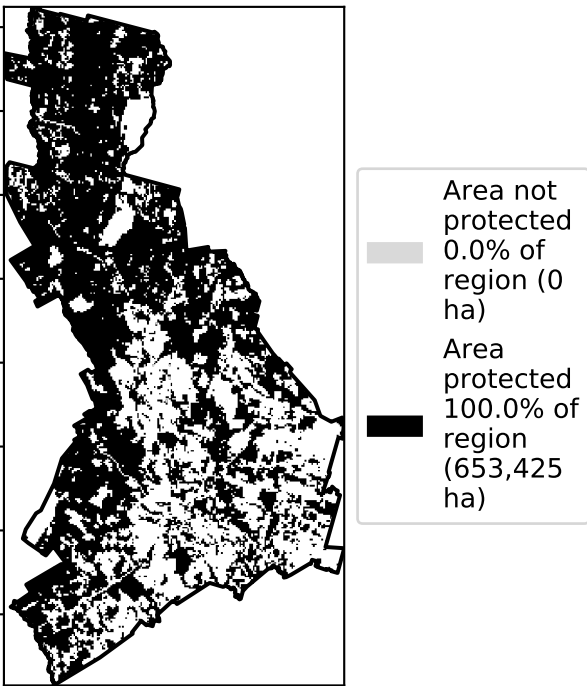 Area not
protected
0.0% of
region (0
ha)
Area
protected
100.0% of
region
(653,425
ha)